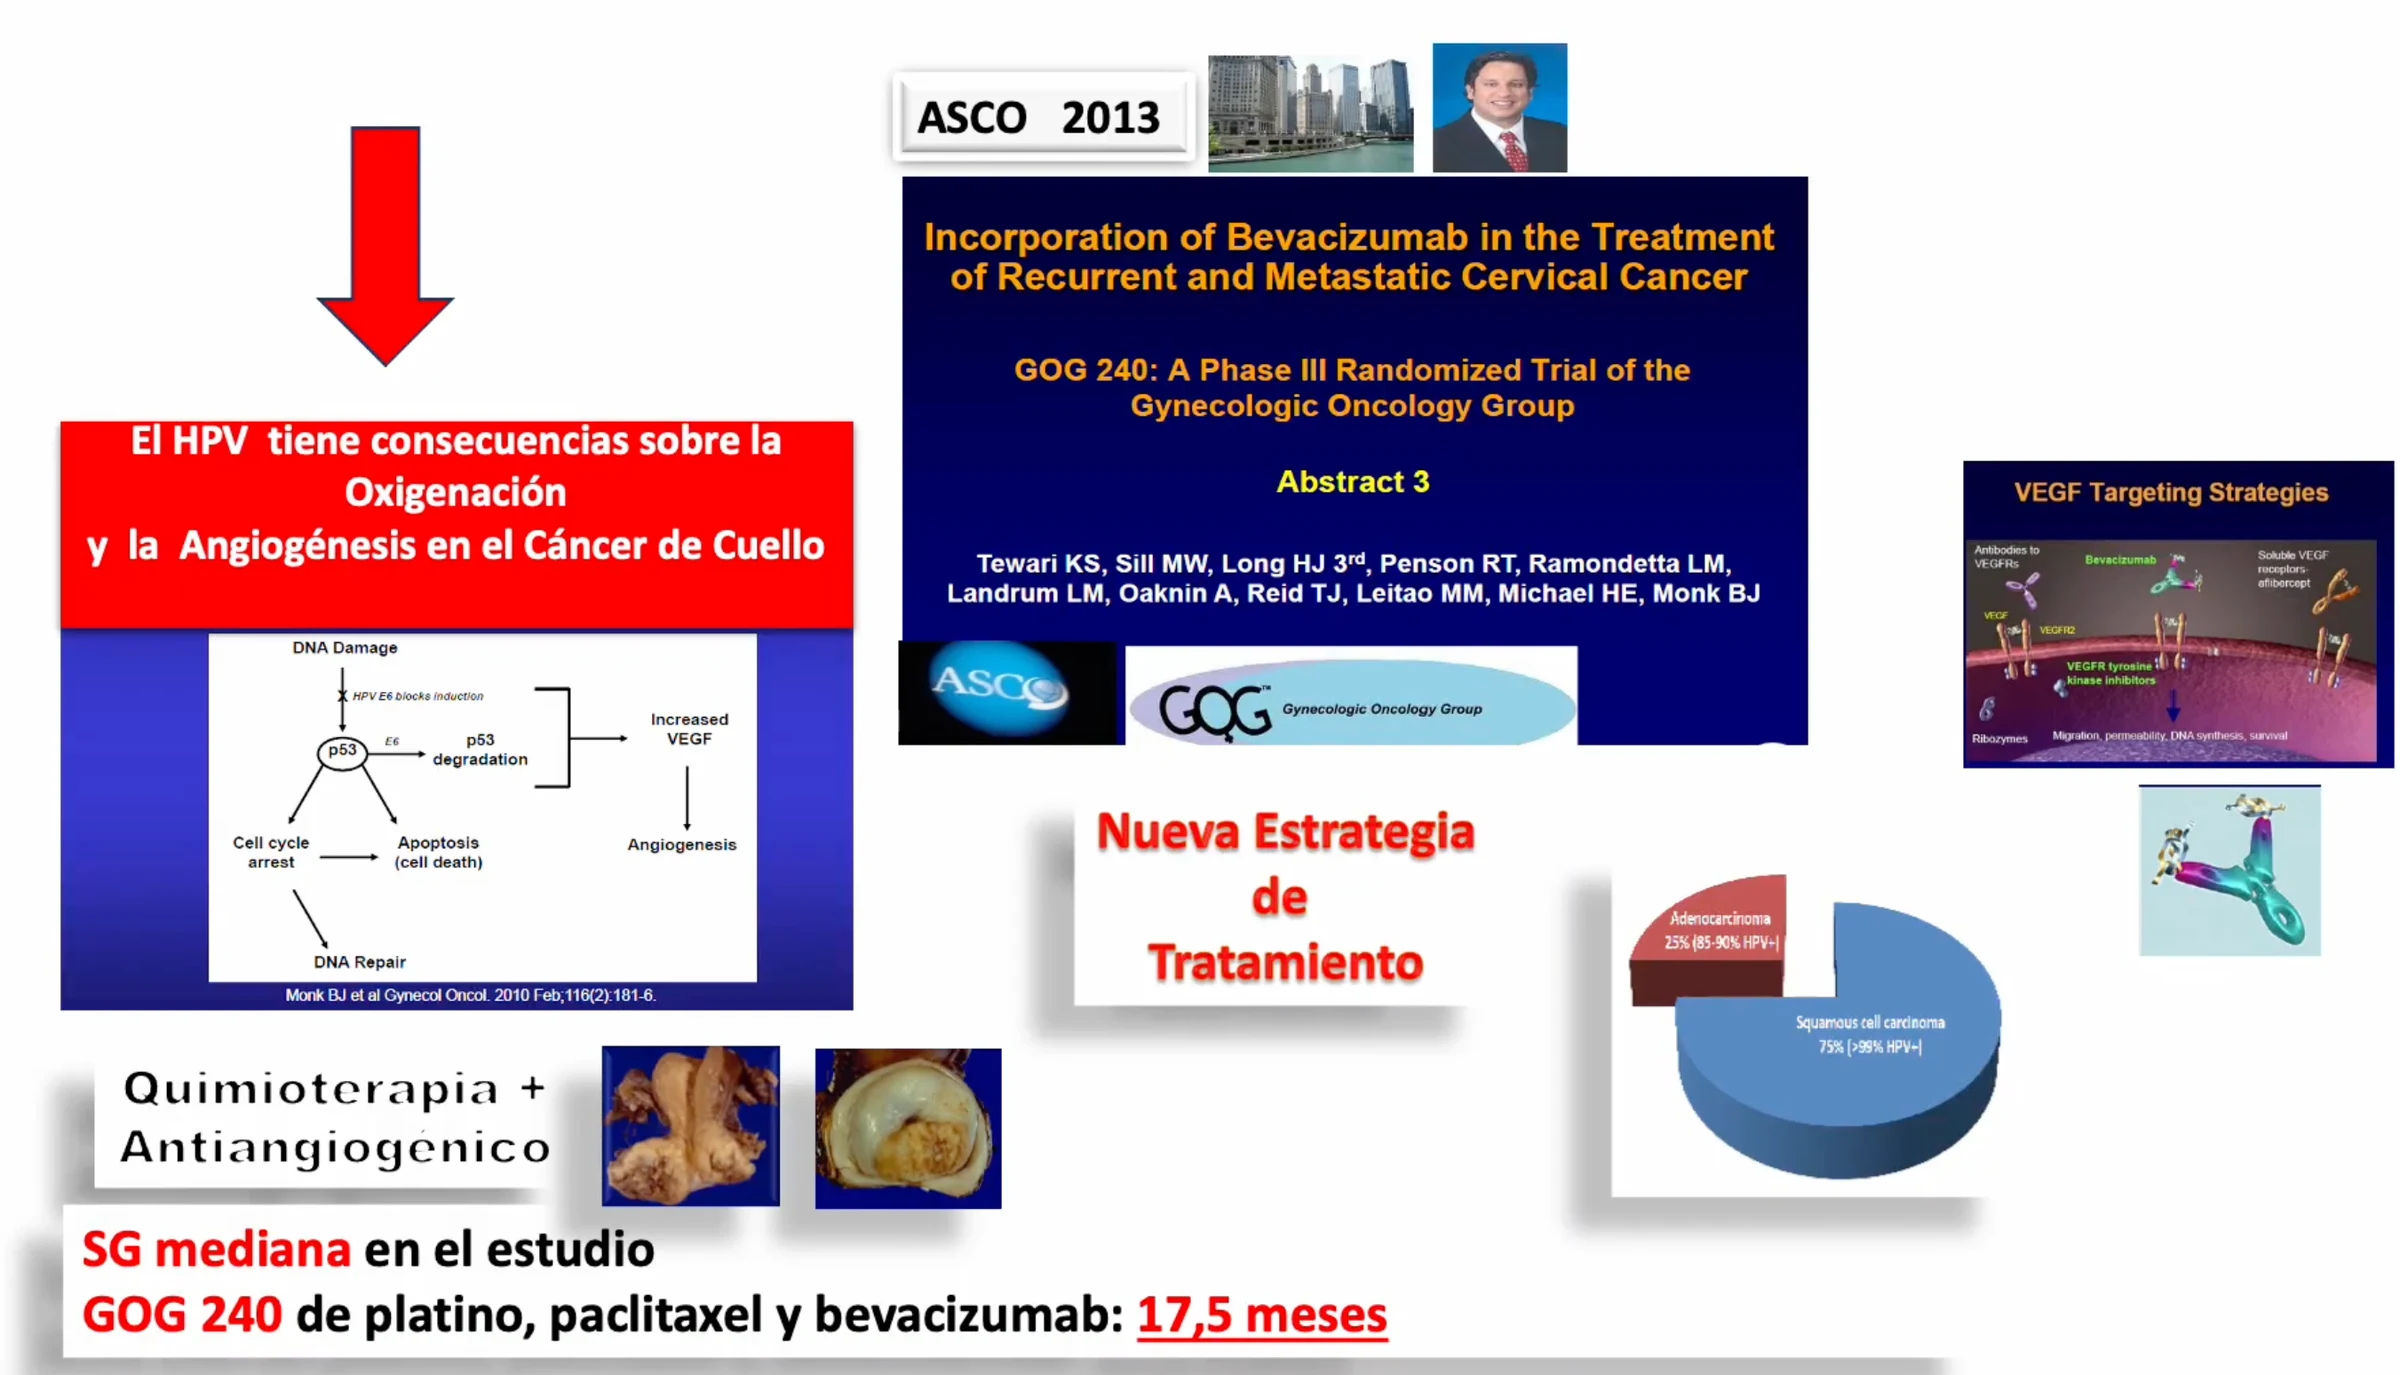 ASCO 2013
Incorporation of Bevacizumab in the Treatment
of Recurrent and Metastatic Cervical Cancer
GOG 240: A Phase III Randomized Trial of the
Gynecologic Oncology Group
Abstract 3
Tewari KS, Sill MW, Long HJ 3rd, Penson RT, Ramondetta LM,
Landrum LM, Oaknin A, Reid TJ, Leitao MM, Michael HE, Monk BJ
ASCO
GOG™
Gynecologic Oncology Group
El HPV tiene consecuencias sobre la
Oxigenación
y la Angiogénesis en el Cáncer de Cuello
DNA Damage
X HPV E6 blocks induction
p53
E6
p53
degradation
Increased
VEGF
Cell cycle
arrest
Apoptosis
(cell death)
Angiogenesis
DNA Repair
Monk BJ et al Gynecol Oncol. 2010 Feb;116(2):181-6.
VEGF Targeting Strategies
Antibodies to
VEGFRs
Bevacizumab
Soluble VEGF
receptors-
aflibercept
VEGF
VEGFR2
VEGFR tyrosine
kinase inhibitors
Ribozymes
Migration, permeability, DNA synthesis, survival
Nueva Estrategia
de
Tratamiento
Adenocarcinoma
25% (85-90% HPV+)
Squamous cell carcinoma
75% (>99% HPV+)
Quimioterapia +
Antiangiogénico
SG mediana en el estudio
GOG 240 de platino, paclitaxel y bevacizumab: 17,5 meses